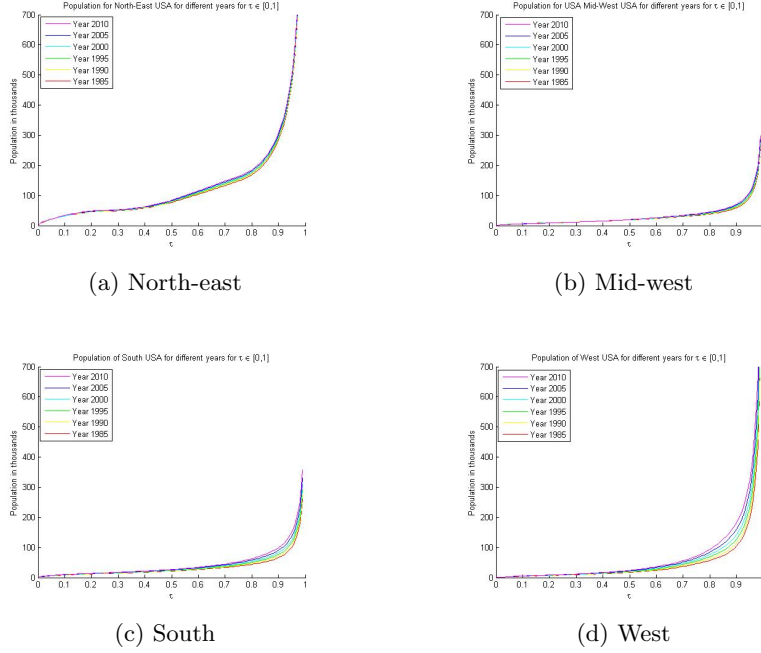 Population for North-East USA for different years for τ ∈ [0,1]
700
600
500
400
300
200
100
0
Population in thousands
Year 2010
Year 2005
Year 2000
Year 1995
Year 1990
Year 1985
0 0.1 0.2 0.3 0.4 0.5 0.6 0.7 0.8 0.9 1
τ
(a) North-east
Population for USA Mid-West USA for different years for τ ∈ [0,1]
700
600
500
400
300
200
100
0
Population in thousands
Year 2010
Year 2005
Year 2000
Year 1995
Year 1990
Year 1985
0 0.1 0.2 0.3 0.4 0.5 0.6 0.7 0.8 0.9
τ
(b) Mid-west
Population of South USA for different years for τ ∈ [0,1]
700
600
500
400
300
200
100
0
Population in thousands
Year 2010
Year 2005
Year 2000
Year 1995
Year 1990
Year 1985
0 0.1 0.2 0.3 0.4 0.5 0.6 0.7 0.8 0.9 1
τ
(c) South
Population of West USA for different years for τ ∈ [0,1]
700
600
500
400
300
200
100
0
Population in thousands
Year 2010
Year 2005
Year 2000
Year 1995
Year 1990
Year 1985
0 0.1 0.2 0.3 0.4 0.5 0.6 0.7 0.8 0.9
τ
(d) West